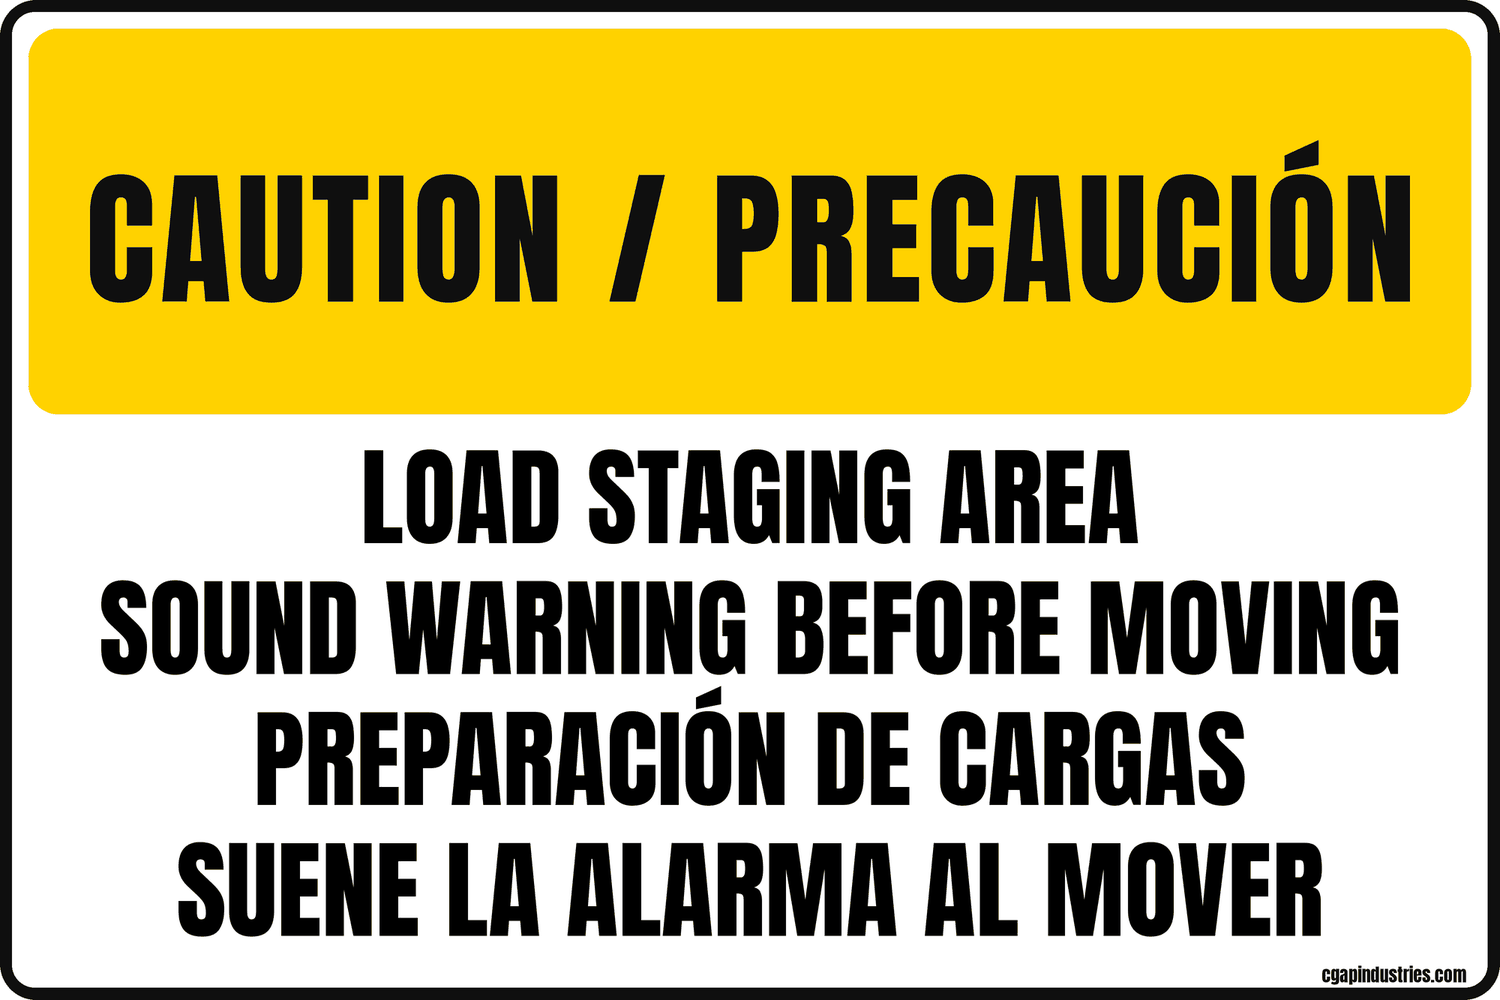 CAUTION / PRECAUCIÓN
LOAD STAGING AREA
SOUND WARNING BEFORE MOVING
PREPARACIÓN DE CARGAS
SUENE LA ALARMA AL MOVER
cgapindustries.com